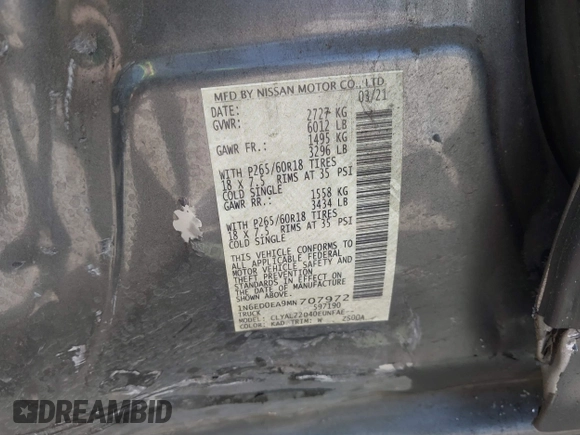 MFD BY NISSAN MOTOR CO., LTD.
DATE: 03/21
GVWR: 2727 KG
6012 LB
GAWR FR.: 1495 KG
3296 LB
WITH P265/60R18 TIRES
18 X 7.5 RIMS AT 35 PSI
COLD SINGLE
GAWR RR.: 1558 KG
3434 LB
WITH P265/60R18 TIRES
18 X 7.5 RIMS AT 35 PSI
COLD SINGLE
THIS VEHICLE CONFORMS TO
ALL APPLICABLE FEDERAL
MOTOR VEHICLE SAFETY AND
THEFT PREVENTION
STANDARDS IN EFFECT ON THE
DATE OF MANUFACTURE
1N6ED0EA9MN707972
TRUCK 597190
MODEL: CLYALZ2D40EUNFAE
COLOR: KAD TRIM: W 2500A
DREAMBID